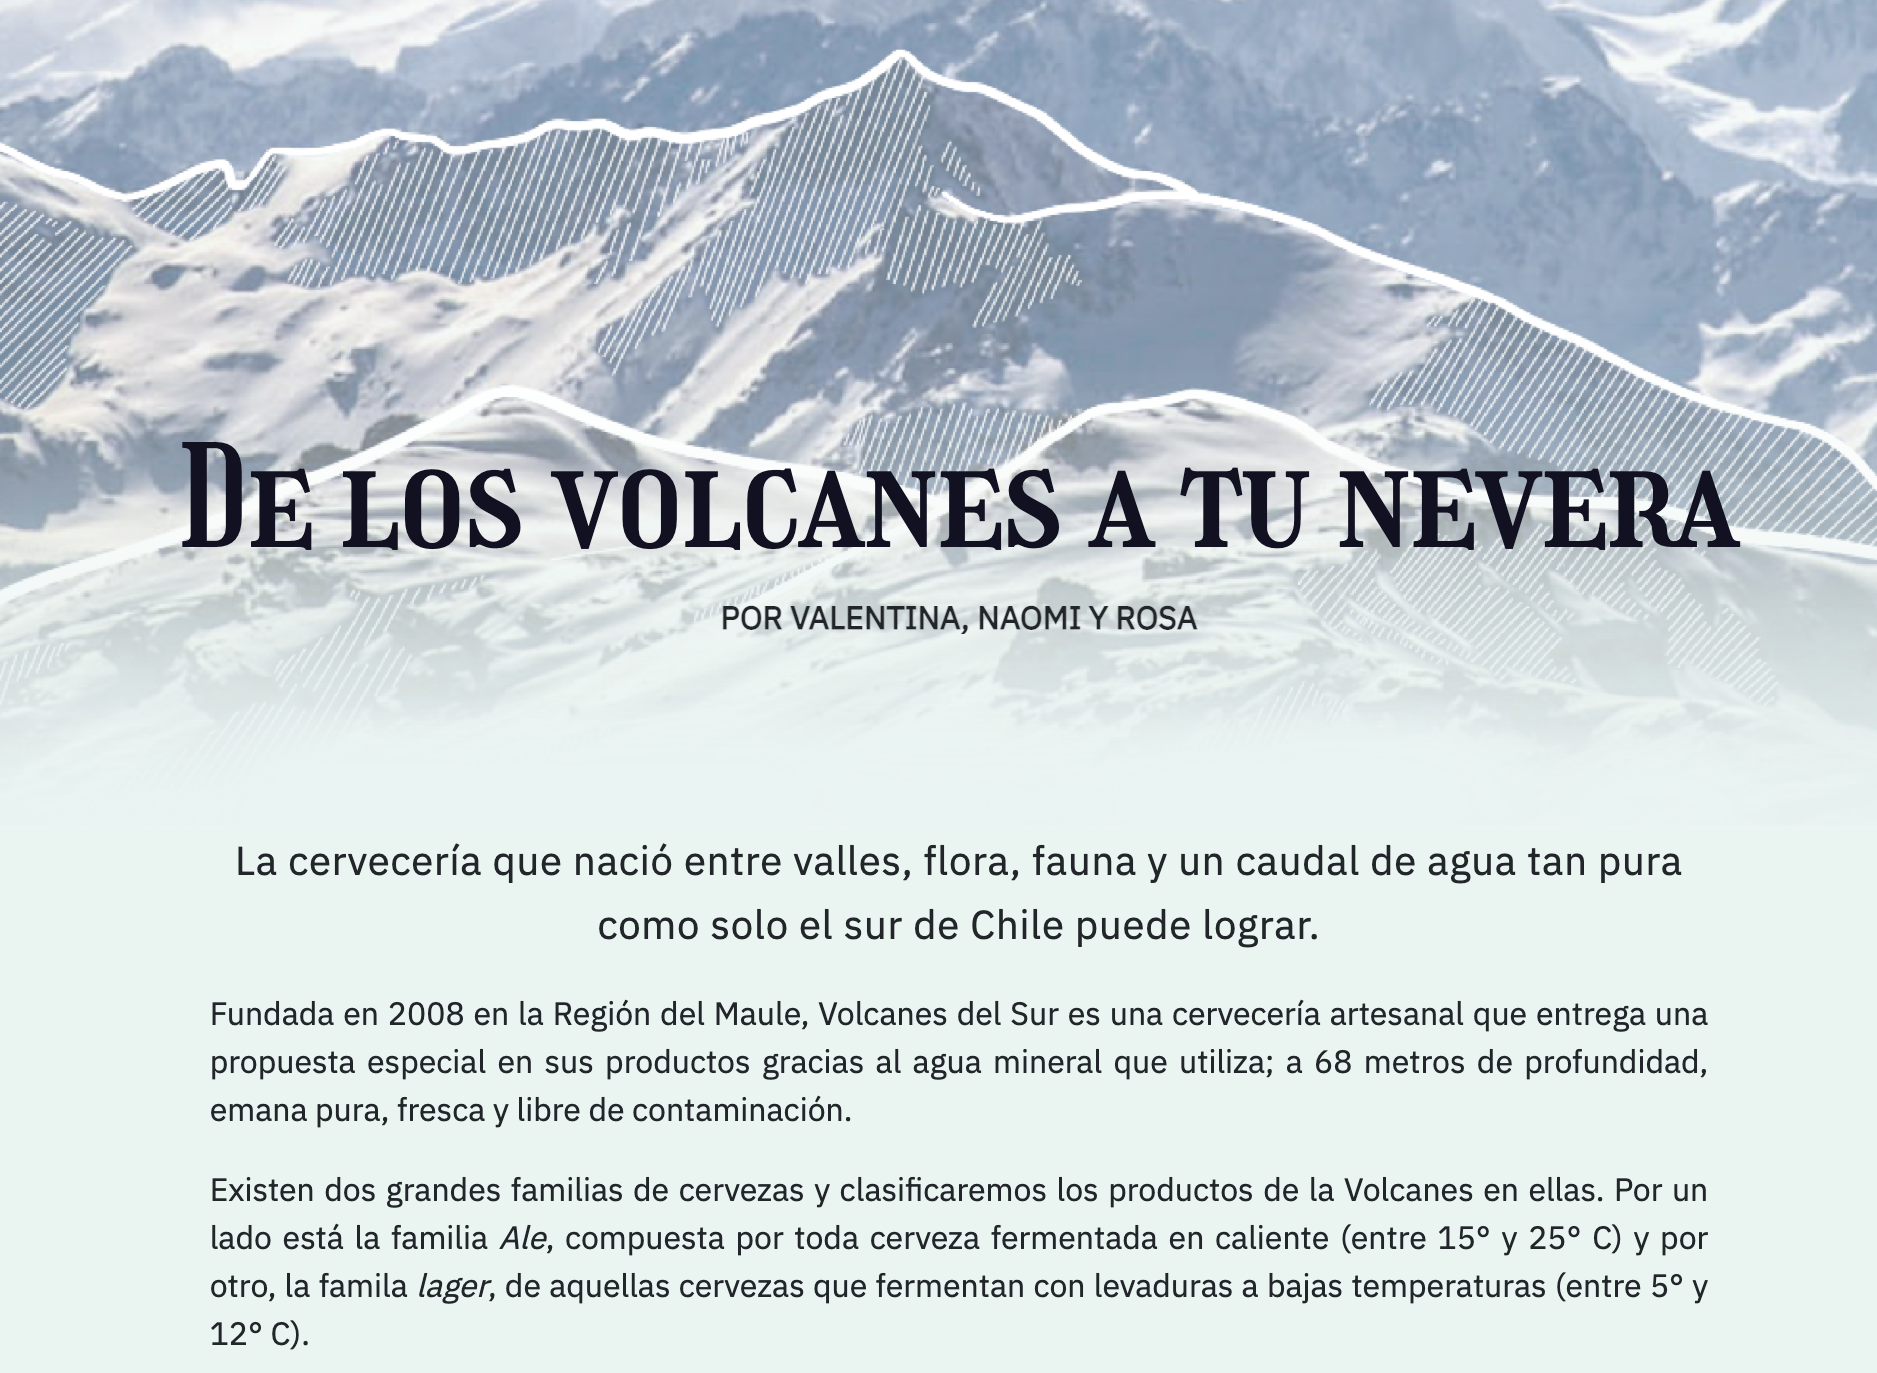 De los volcanes a tu nevera
POR VALENTINA, NAOMI Y ROSA
La cervecería que nació entre valles, flora, fauna y un caudal de agua tan pura
como solo el sur de Chile puede lograr.
Fundada en 2008 en la Región del Maule, Volcanes del Sur es una cervecería artesanal que entrega una
propuesta especial en sus productos gracias al agua mineral que utiliza; a 68 metros de profundidad,
emana pura, fresca y libre de contaminación.
Existen dos grandes familias de cervezas y clasificaremos los productos de la Volcanes en ellas. Por un
lado está la familia Ale, compuesta por toda cerveza fermentada en caliente (entre 15° y 25° C) y por
otro, la famila lager, de aquellas cervezas que fermentan con levaduras a bajas temperaturas (entre 5° y
12° C).